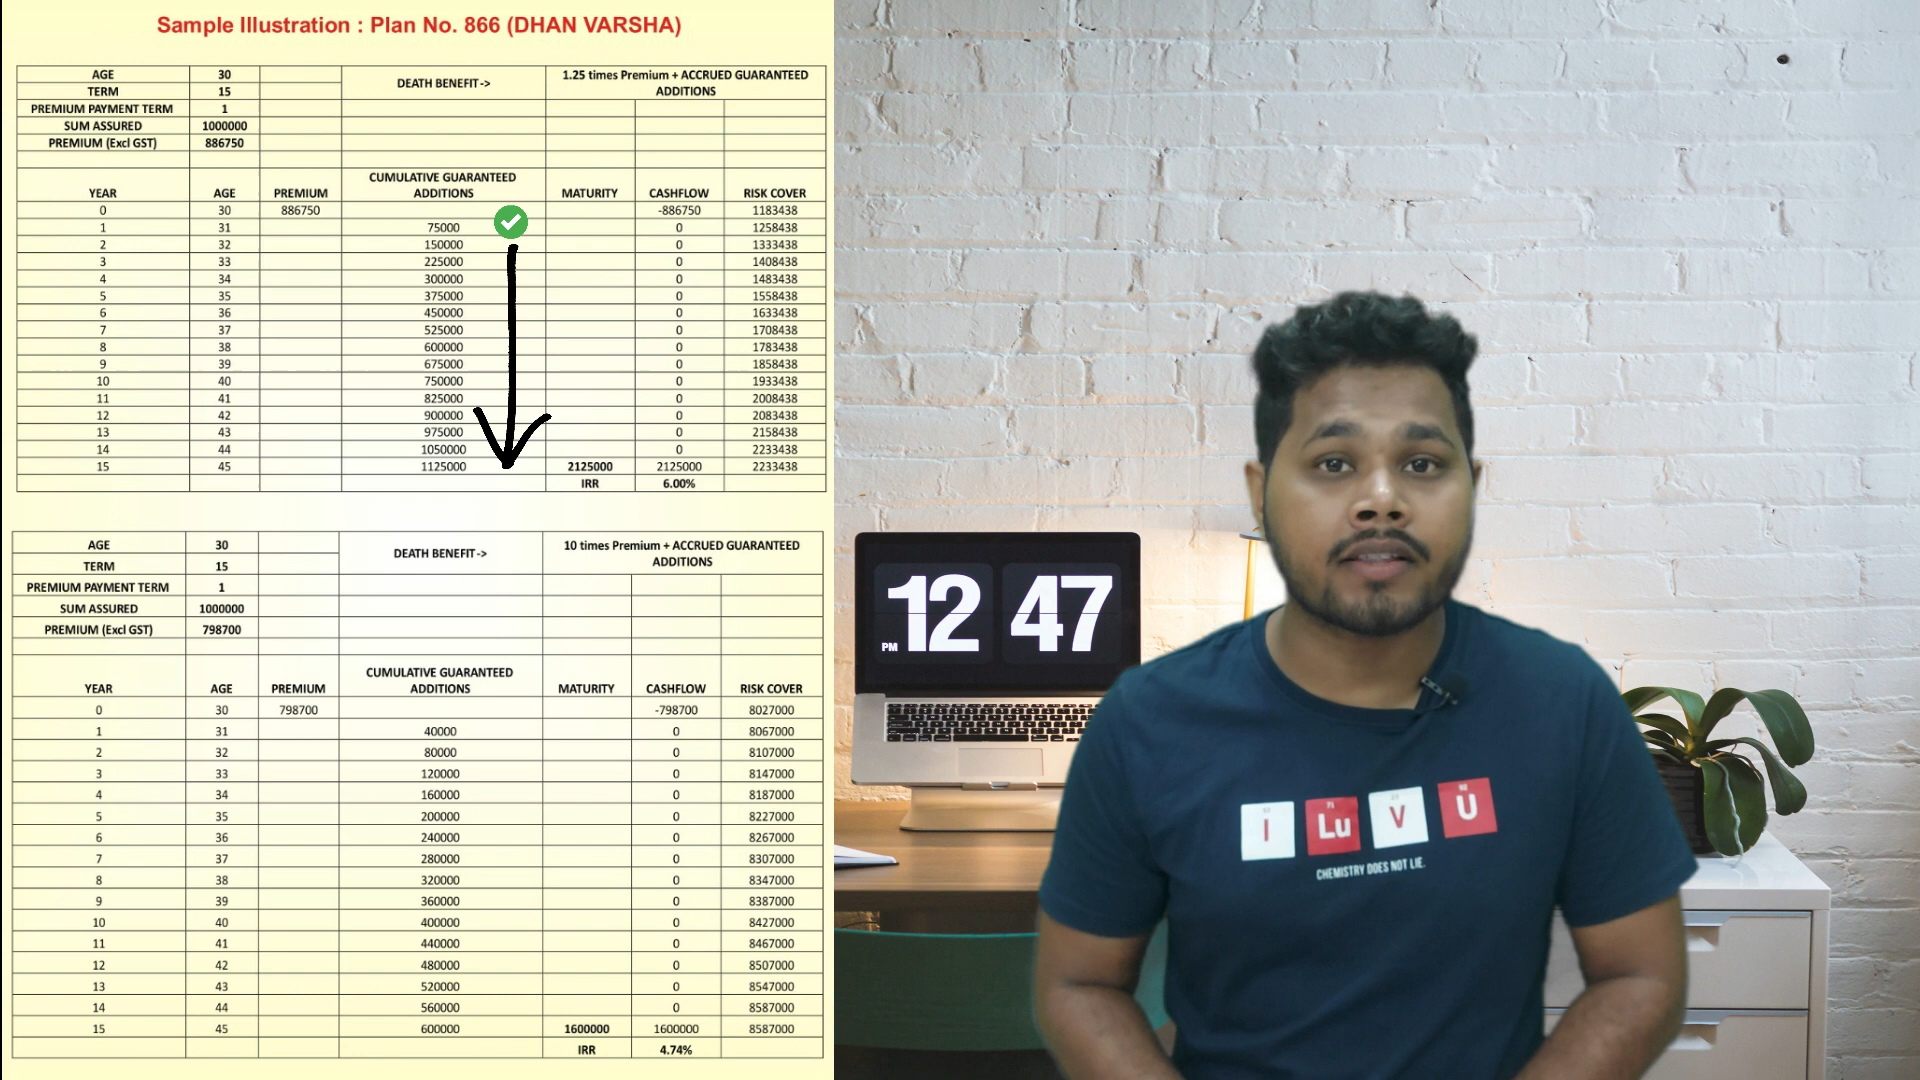 Sample Illustration : Plan No. 866 (DHAN VARSHA)
AGE 30 DEATH BENEFIT -> 1.25 times Premium + ACCRUED GUARANTEED ADDITIONS
TERM 15
PREMIUM PAYMENT TERM 1
SUM ASSURED 1000000
PREMIUM (Excl GST) 886750
YEAR AGE PREMIUM CUMULATIVE GUARANTEED ADDITIONS MATURITY CASHFLOW RISK COVER
0 30 886750 -886750 1183438
1 31 75000 0 1258438
2 32 150000 0 1333438
3 33 225000 0 1408438
4 34 300000 0 1483438
5 35 375000 0 1558438
6 36 450000 0 1633438
7 37 525000 0 1708438
8 38 600000 0 1783438
9 39 675000 0 1858438
10 40 750000 0 1933438
11 41 825000 0 2008438
12 42 900000 0 2083438
13 43 975000 0 2158438
14 44 1050000 0 2233438
15 45 1125000 2125000 2125000 2233438
IRR 6.00%
AGE 30 DEATH BENEFIT -> 10 times Premium + ACCRUED GUARANTEED ADDITIONS
TERM 15
PREMIUM PAYMENT TERM 1
SUM ASSURED 1000000
PREMIUM (Excl GST) 798700
YEAR AGE PREMIUM CUMULATIVE GUARANTEED ADDITIONS MATURITY CASHFLOW RISK COVER
0 30 798700 -798700 8027000
1 31 40000 0 8067000
2 32 80000 0 8107000
3 33 120000 0 8147000
4 34 160000 0 8187000
5 35 200000 0 8227000
6 36 240000 0 8267000
7 37 280000 0 8307000
8 38 320000 0 8347000
9 39 360000 0 8387000
10 40 400000 0 8427000
11 41 440000 0 8467000
12 42 480000 0 8507000
13 43 520000 0 8547000
14 44 560000 0 8587000
15 45 600000 1600000 1600000 8587000
IRR 4.74%
PM 12 47
I Lu V U
CHEMISTRY DOES NOT LIE.